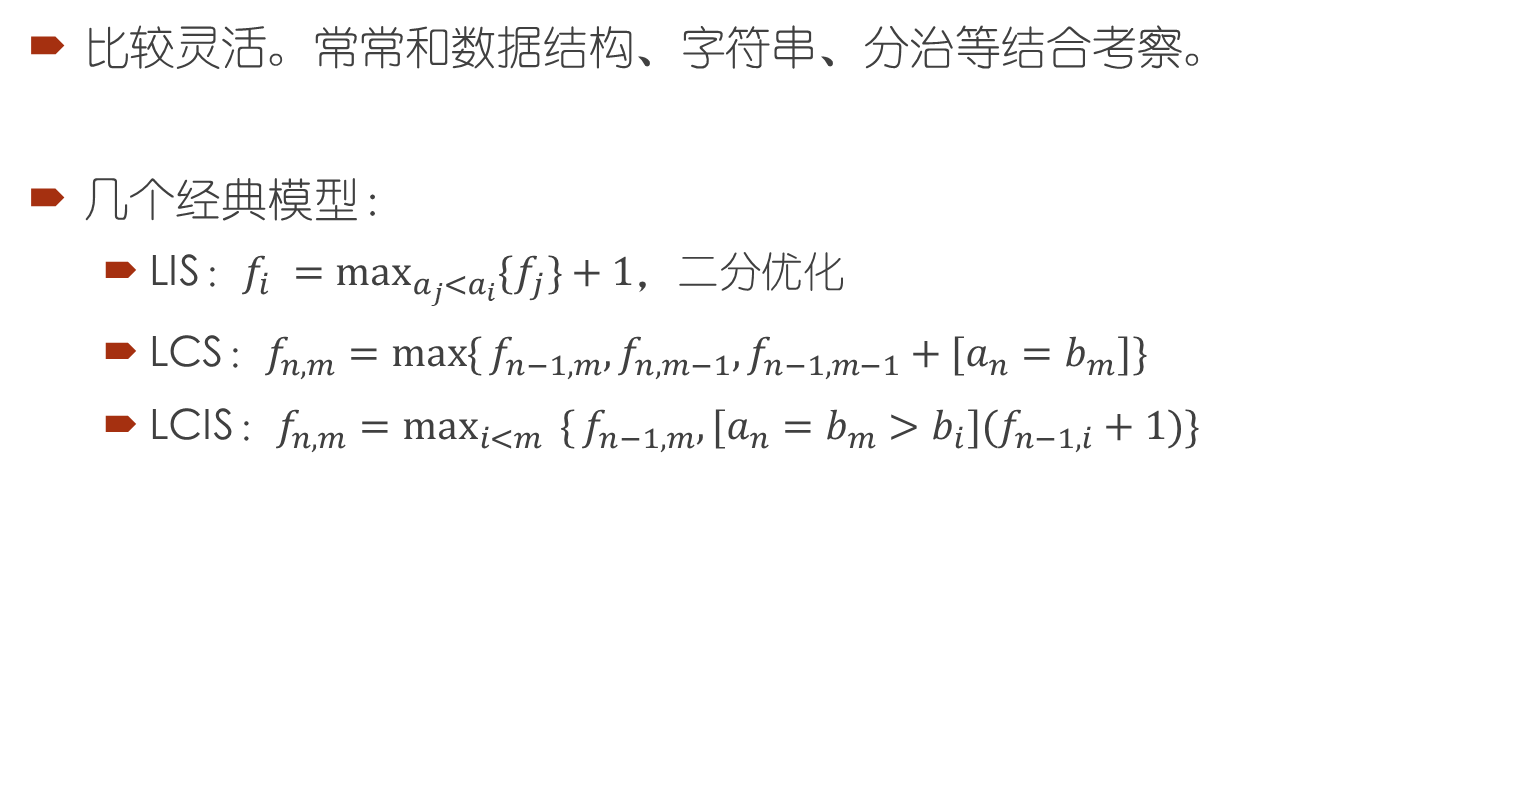 比较灵活。常常和数据结构、字符串、分治等结合考察。
几个经典模型：
LIS：f_i = max_{a_j<a_i}{f_j} + 1，二分优化
LCS：f_{n,m} = max{f_{n−1,m}, f_{n,m−1}, f_{n−1,m−1} + [a_n = b_m]}
LCIS：f_{n,m} = max_{i<m} {f_{n−1,m}, [a_n = b_m > b_i](f_{n−1,i} + 1)}